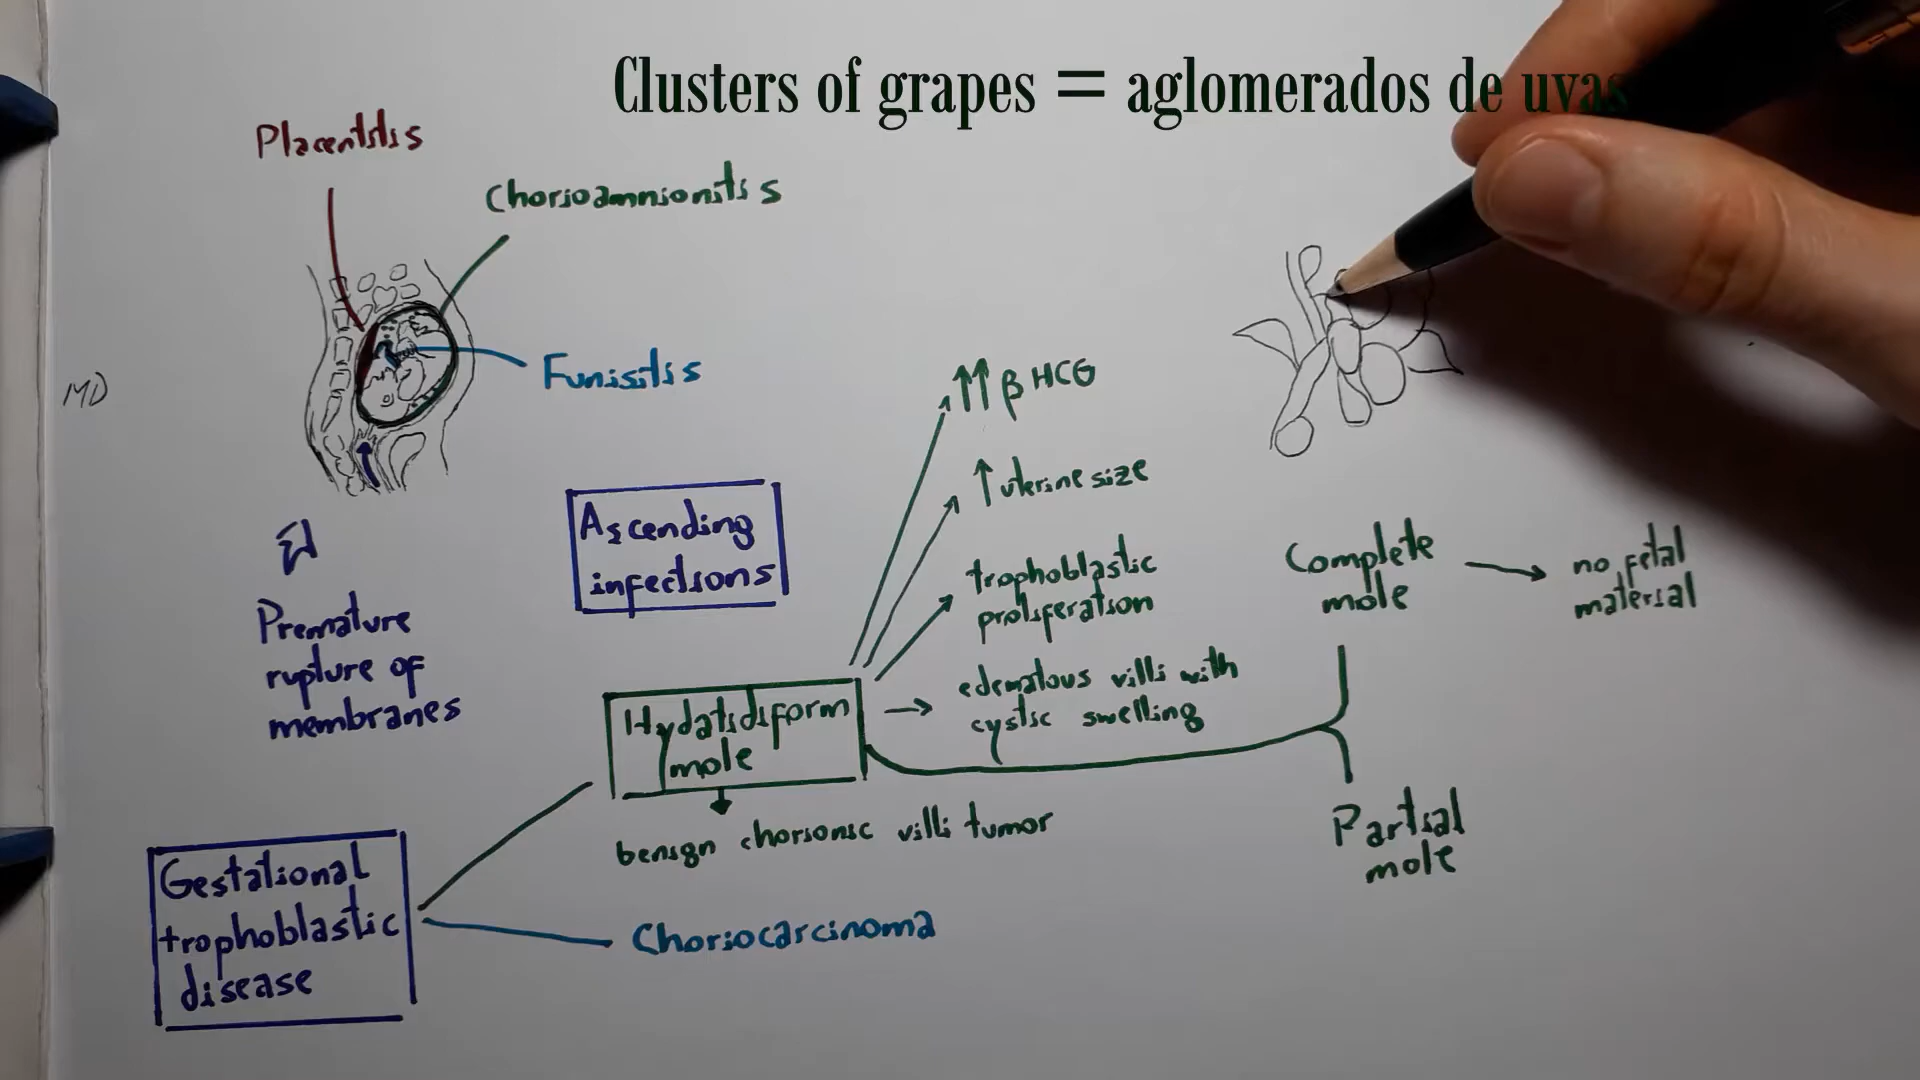 Clusters of grapes = aglomerados de uvas
Placentitis
Chorioamnionitis
Funisitis
MD
↑↑ β HCG
↑ uterine size
Ascending
infections
trophoblastic
proliferation
Complete
mole
→ no fetal
material
Premature
rupture of
membranes
edematous villi with
cystic swelling
Hydatidiform
mole
benign chorionic villi tumor
Partial
mole
Gestational
trophoblastic
disease
Choriocarcinoma